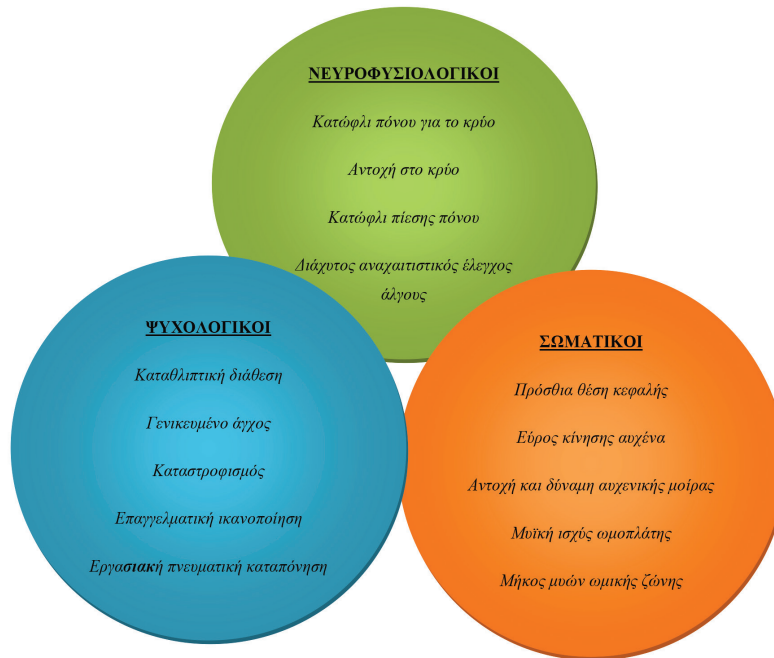 ΝΕΥΡΟΦΥΣΙΟΛΟΓΙΚΟΙ
Κατώφλι πόνου για το κρύο
Αντοχή στο κρύο
Κατώφλι πίεσης πόνου
Διάχυτος αναχαιτιστικός έλεγχος
άλγους
ΨΥΧΟΛΟΓΙΚΟΙ
Καταθλιπτική διάθεση
Γενικευμένο άγχος
Καταστροφισμός
Επαγγελματική ικανοποίηση
Εργασιακή πνευματική καταπόνηση
ΣΩΜΑΤΙΚΟΙ
Πρόσθια θέση κεφαλής
Εύρος κίνησης αυχένα
Αντοχή και δύναμη αυχενικής μοίρας
Μυϊκή ισχύς ωμοπλάτης
Μήκος μυών ωμικής ζώνης